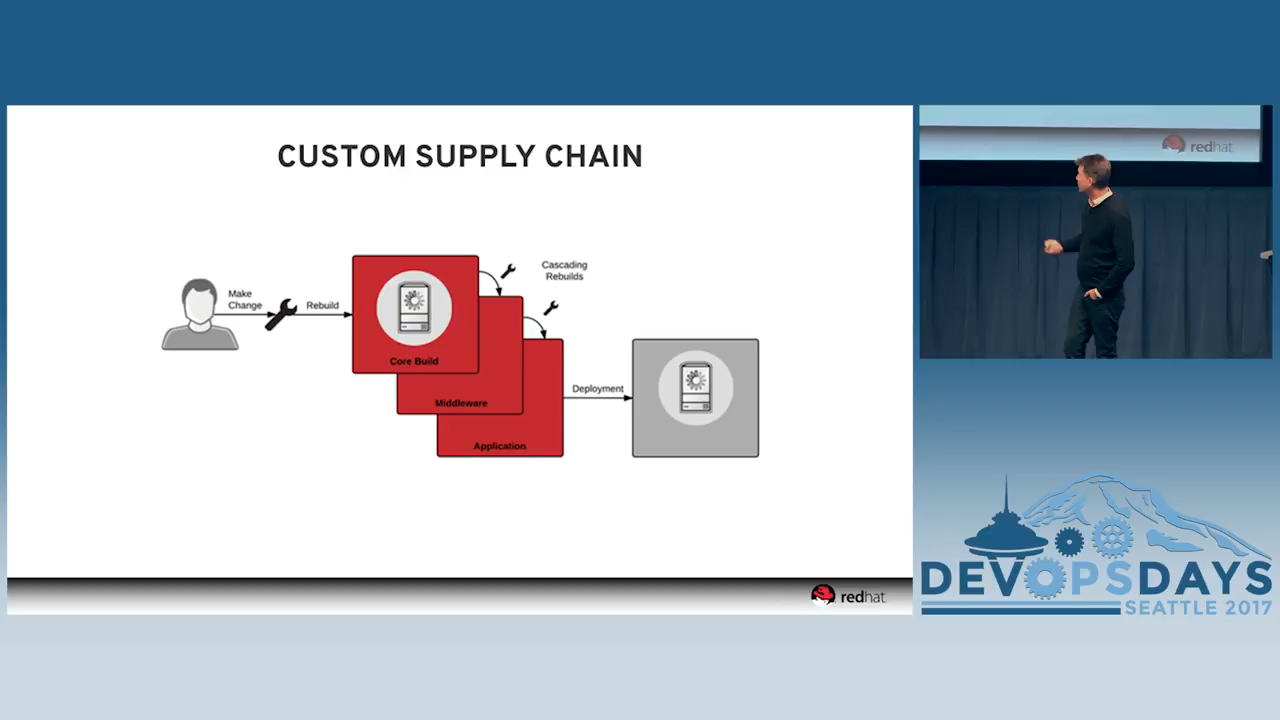 CUSTOM SUPPLY CHAIN
Make
Change
Rebuild
Cascading
Rebuilds
Core Build
Middleware
Application
Deployment
redhat
redhat
DEVOPSDAYS
SEATTLE 2017